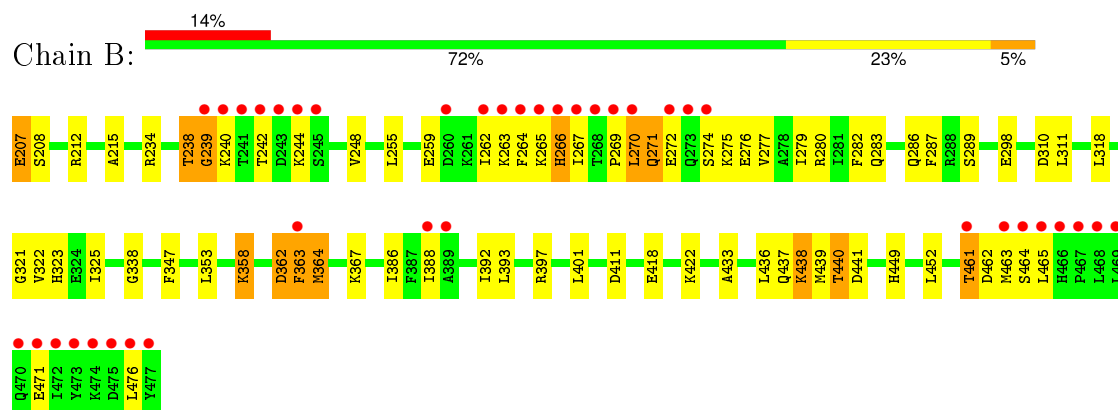 14%
Chain B:
72% 23% 5%
E207 S208 R212 A215 R234 T238 G239 K240 T241 T242 D243 K244 S245 V248 L255 E259 D260 K261 I262 K263 F264 K265 H266 I267 T268 P269 L270 Q271 E272 Q273 S274 K275 E276 V277 A278 I279 R280 I281 F282 Q283 Q286 F287 R288 S289 E298 D310 L311 L318
G321 V322 H323 E324 I325 G338 F347 L353 K358 D362 F363 M364 K367 I386 F387 I388 A389 I392 L393 R397 L401 D411 E418 K422 A433 L436 Q437 K438 M439 T440 D441 H449 L452 T461 D462 M463 S464 L465 H466 P467 L468 L469
Q470 E471 I472 Y473 K474 D475 L476 Y477